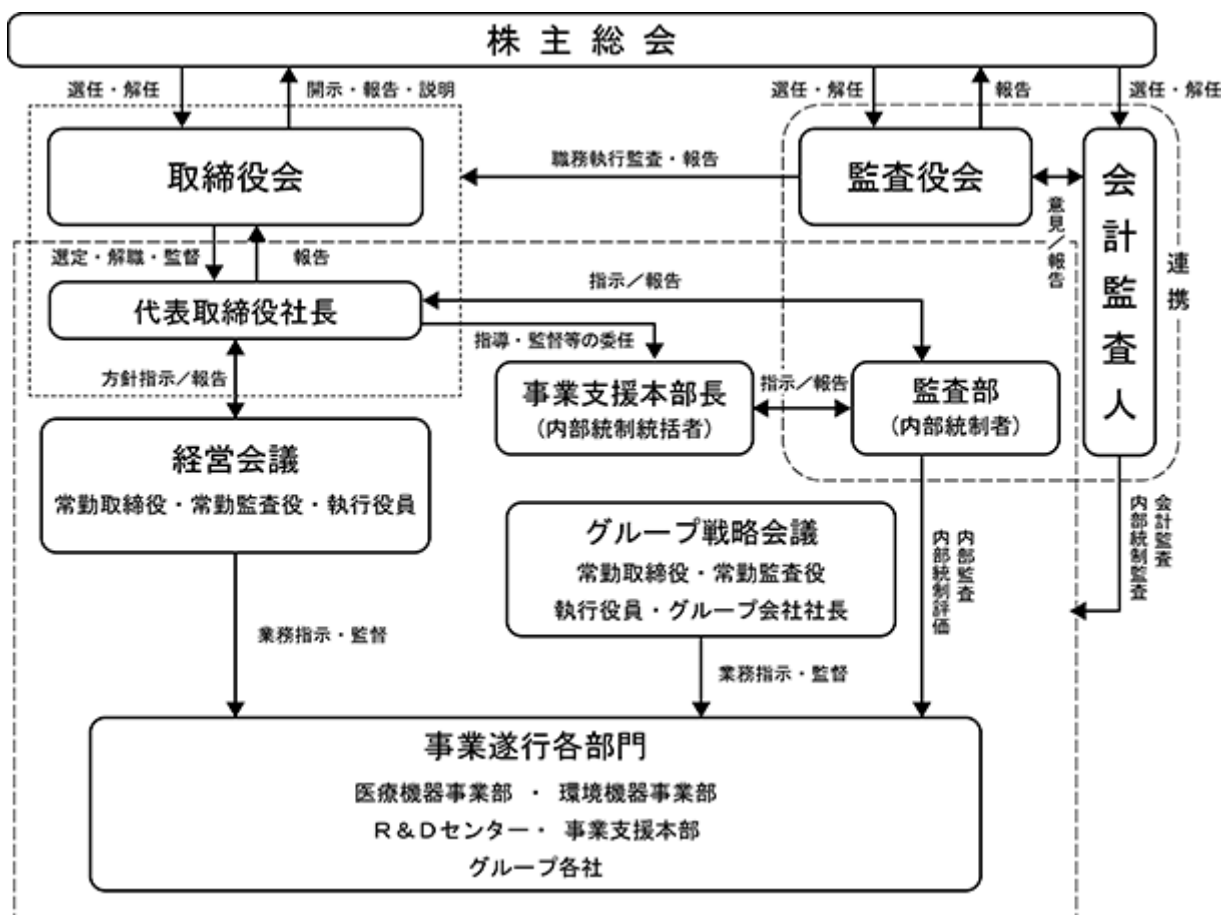 株主総会
選任・解任
開示・報告・説明
選任・解任
報告
選任・解任
取締役会
職務執行監査・報告
監査役会
会計監査人
意見／報告
連携
選定・解職・監督
報告
代表取締役社長
指示／報告
指導・監督等の委任
方針指示／報告
事業支援本部長
(内部統制統括者)
指示／報告
監査部
(内部統制者)
経営会議
常勤取締役・常勤監査役・執行役員
グループ戦略会議
常勤取締役・常勤監査役
執行役員・グループ会社社長
内部監査
内部統制評価
会計監査
内部統制監査
業務指示・監督
業務指示・監督
事業遂行各部門
医療機器事業部 ・ 環境機器事業部
R＆Dセンター・ 事業支援本部
グループ各社